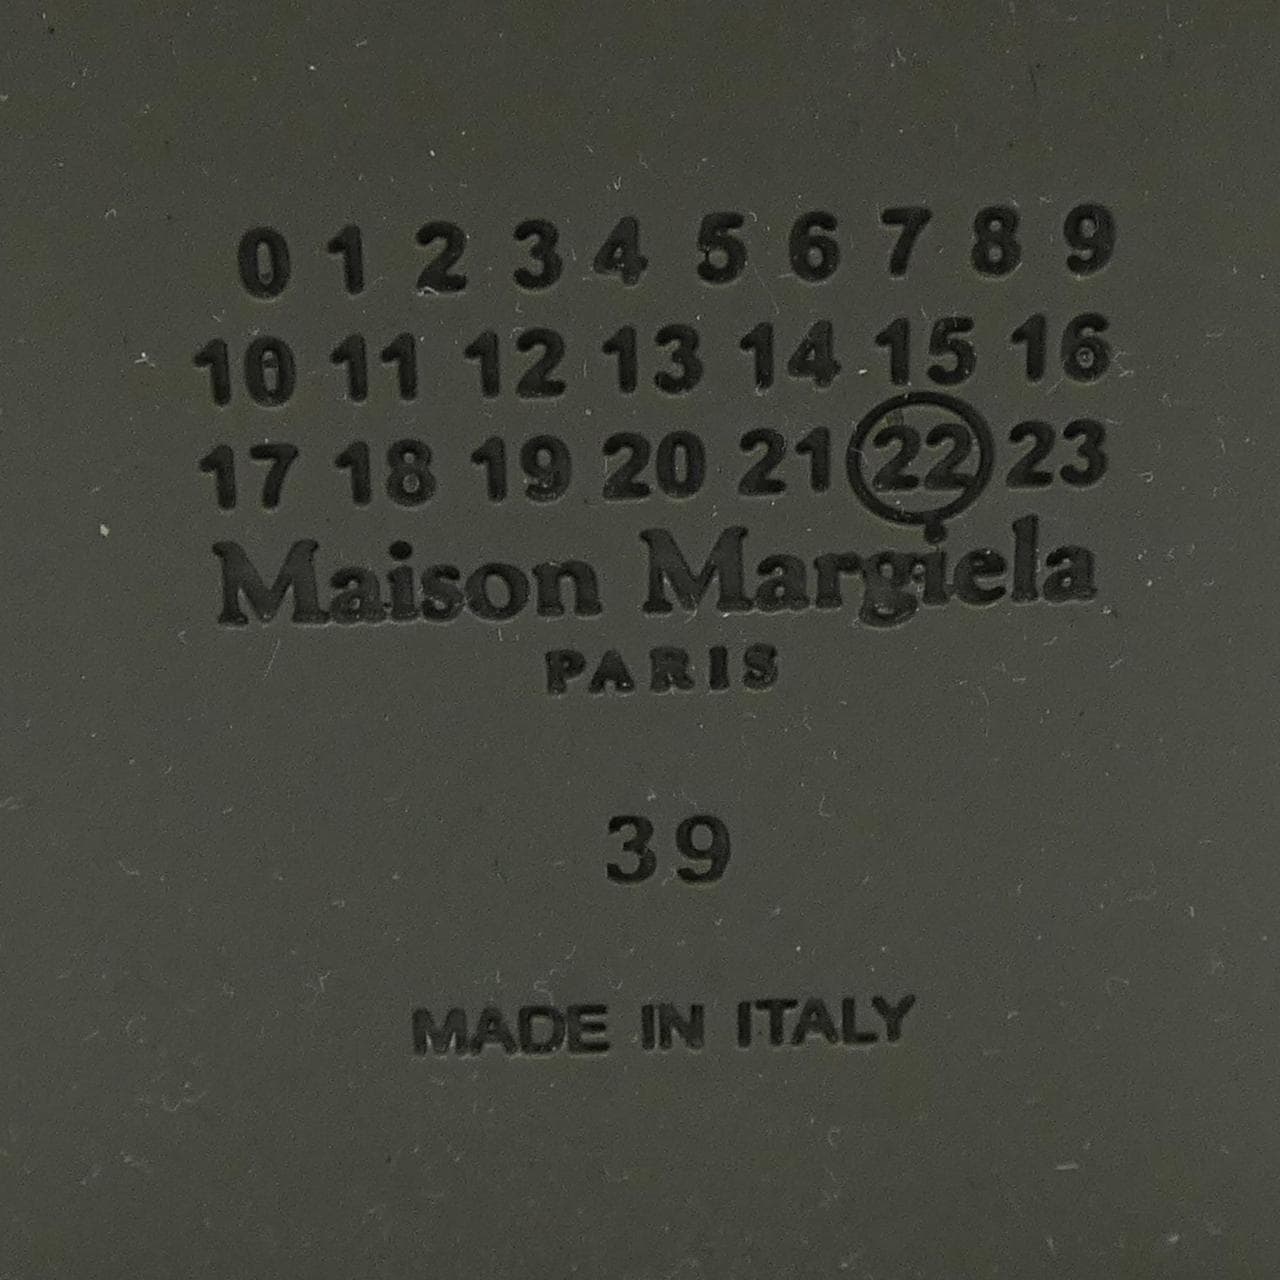 0 1 2 3 4 5 6 7 8 9
10 11 12 13 14 15 16
17 18 19 20 21 22 23
Maison Margiela
PARIS
39
MADE IN ITALY